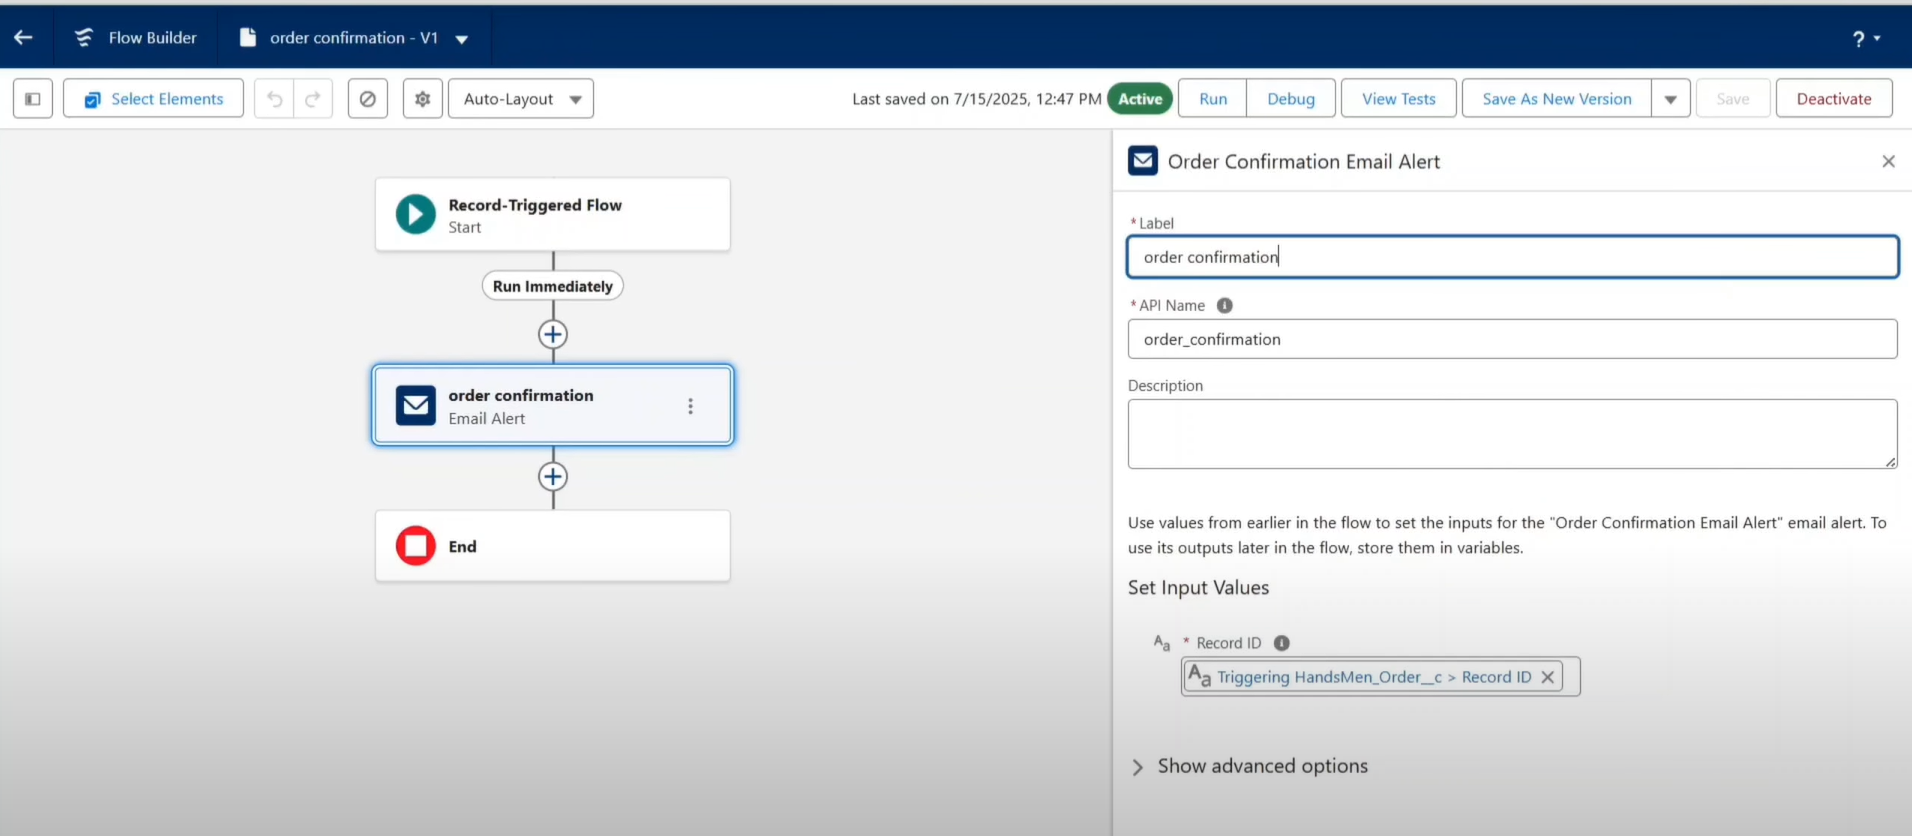 Flow Builder
order confirmation - V1
?
Select Elements
Auto-Layout
Last saved on 7/15/2025, 12:47 PM
Active
Run
Debug
View Tests
Save As New Version
Save
Deactivate
Record-Triggered Flow
Start
Run Immediately
order confirmation
Email Alert
End
Order Confirmation Email Alert
* Label
order confirmation
* API Name
order_confirmation
Description
Use values from earlier in the flow to set the inputs for the "Order Confirmation Email Alert" email alert. To
use its outputs later in the flow, store them in variables.
Set Input Values
Aa * Record ID
Aa Triggering HandsMen_Order__c > Record ID
Show advanced options